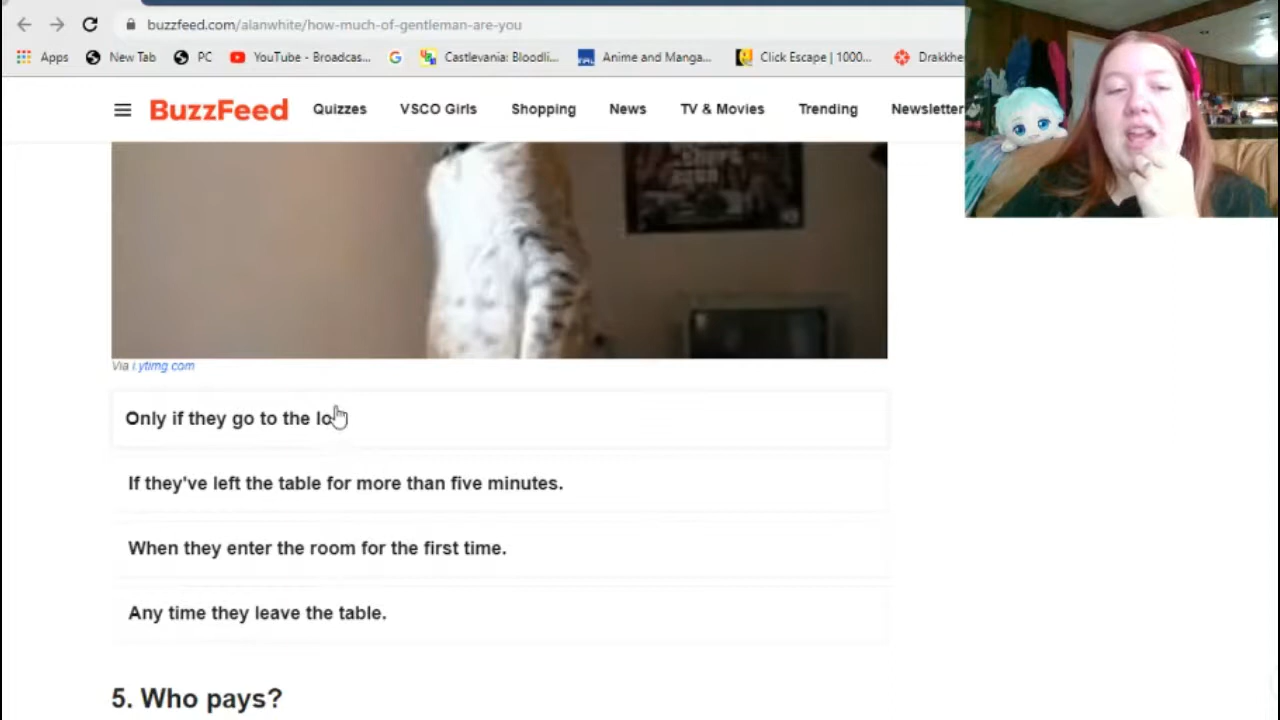 buzzfeed.com/alanwhite/how-much-of-gentleman-are-you
Apps New Tab PC YouTube - Broadcas... Castlevania: Bloodli... Anime and Manga... Click Escape | 1000... Drakkhe
BuzzFeed Quizzes VSCO Girls Shopping News TV & Movies Trending Newsletter
Via i.ytimg.com
Only if they go to the lo
If they've left the table for more than five minutes.
When they enter the room for the first time.
Any time they leave the table.
5. Who pays?